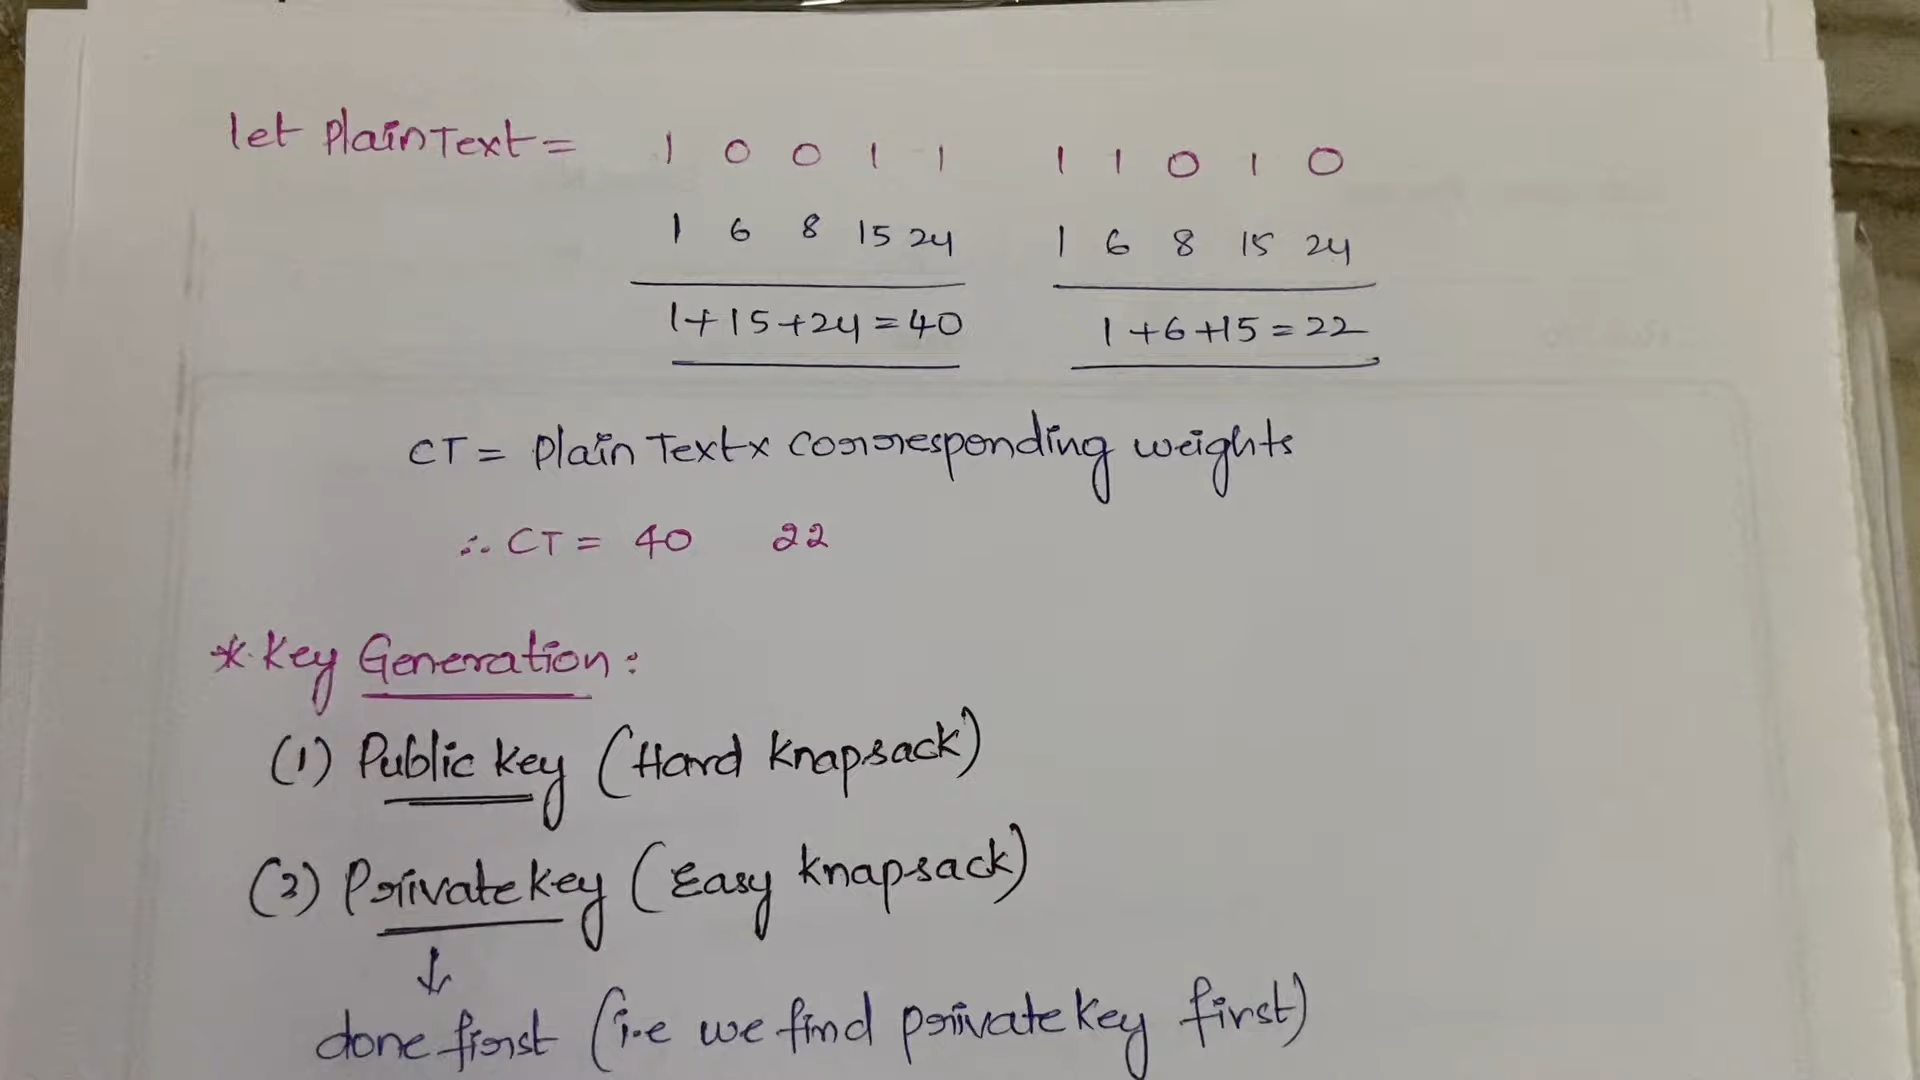 let PlainText = 1 0 0 1 1 1 1 0 1 0
1 6 8 15 24 1 6 8 15 24
1+15+24=40 1+6+15=22
CT = Plain Text x corresponding weights
∴ CT = 40 22
* Key Generation:
(1) Public key (Hard knapsack)
(2) Private key (Easy knapsack)
↓
done first (i.e we find private key first)